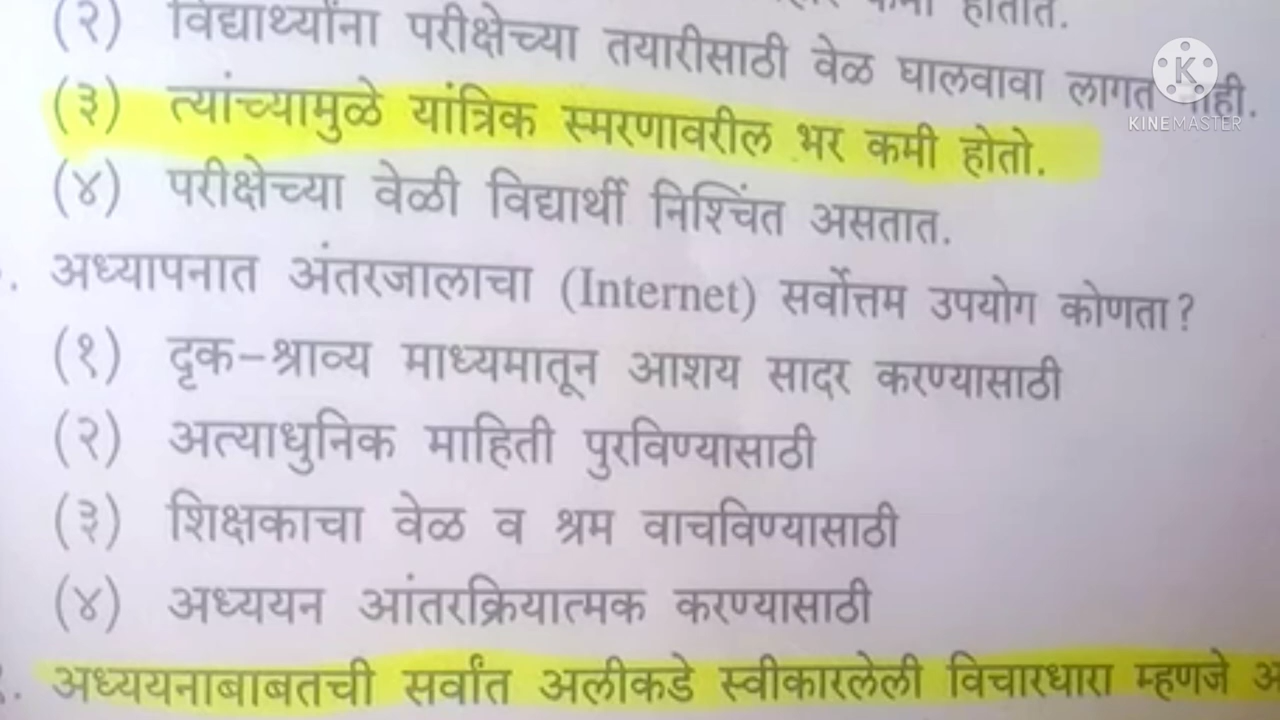 कमी होतात.
(२) विद्यार्थ्यांना परीक्षेच्या तयारीसाठी वेळ घालवावा लागत नाही.
(३) त्यांच्यामुळे यांत्रिक स्मरणावरील भर कमी होतो.
(४) परीक्षेच्या वेळी विद्यार्थी निश्चिंत असतात.
अध्यापनात अंतरजालाचा (Internet) सर्वोत्तम उपयोग कोणता?
(१) दृक-श्राव्य माध्यमातून आशय सादर करण्यासाठी
(२) अत्याधुनिक माहिती पुरविण्यासाठी
(३) शिक्षकाचा वेळ व श्रम वाचविण्यासाठी
(४) अध्ययन आंतरक्रियात्मक करण्यासाठी
अध्ययनाबाबतची सर्वांत अलीकडे स्वीकारलेली विचारधारा म्हणजे
K
KINEMASTER